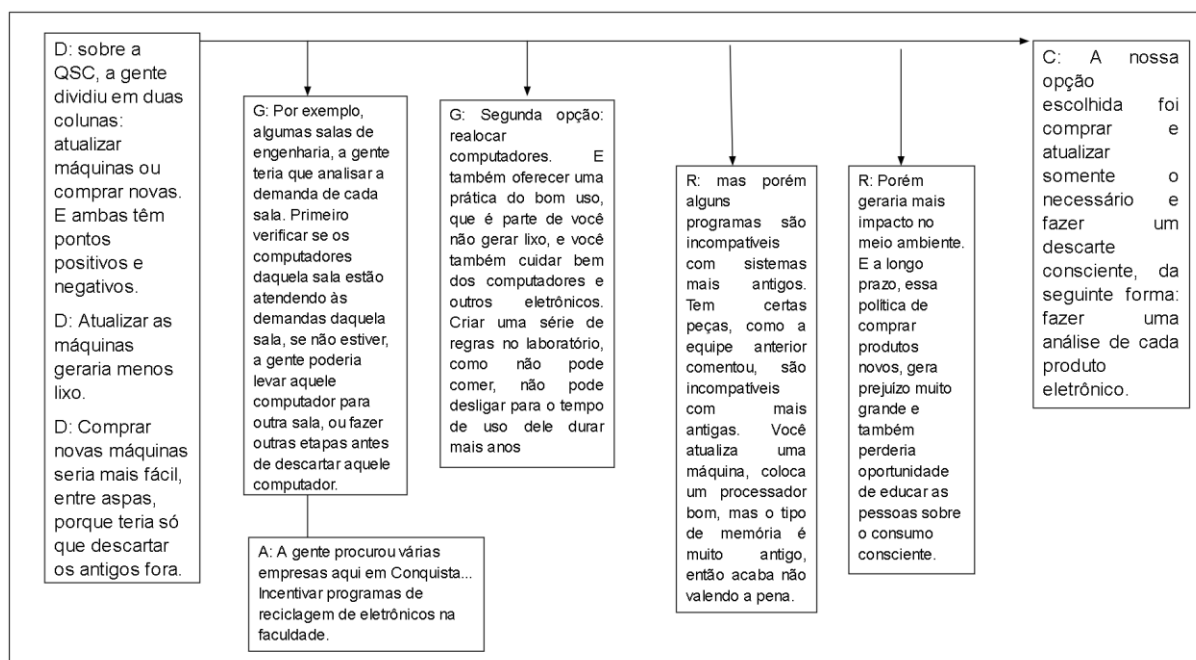 D: sobre a
QSC, a gente
dividiu em duas
colunas:
atualizar
máquinas ou
comprar novas.
E ambas têm
pontos
positivos e
negativos.
D: Atualizar as
máquinas
geraria menos
lixo.
D: Comprar
novas máquinas
seria mais fácil,
entre aspas,
porque teria só
que descartar
os antigos fora.
G: Por exemplo,
algumas salas de
engenharia, a gente
teria que analisar a
demanda de cada
sala. Primeiro
verificar se os
computadores
daquela sala estão
atendendo às
demandas daquela
sala, se não estiver,
a gente poderia
levar aquele
computador para
outra sala, ou fazer
outras etapas antes
de descartar aquele
computador.
A: A gente procurou várias
empresas aqui em Conquista...
Incentivar programas de
reciclagem de eletrônicos na
faculdade.
G: Segunda opção:
realocar
computadores. E
também oferecer uma
prática do bom uso,
que é parte de você
não gerar lixo, e você
também cuidar bem
dos computadores e
outros eletrônicos.
Criar uma série de
regras no laboratório,
como não pode
comer, não pode
desligar para o tempo
de uso dele durar
mais anos
R: mas porém
alguns
programas são
incompatíveis
com sistemas
mais antigos.
Tem certas
peças, como a
equipe anterior
comentou, são
incompatíveis
com mais
antigas. Você
atualiza uma
máquina, coloca
um processador
bom, mas o tipo
de memória é
muito antigo,
então acaba não
valendo a pena.
R: Porém
geraria mais
impacto no
meio ambiente.
E a longo
prazo, essa
política de
comprar
produtos
novos, gera
prejuízo muito
grande e
também
perderia
oportunidade
de educar as
pessoas sobre
o consumo
consciente.
C: A nossa
opção
escolhida foi
comprar e
atualizar
somente o
necessário e
fazer um
descarte
consciente, da
seguinte forma:
fazer uma
análise de cada
produto
eletrônico.